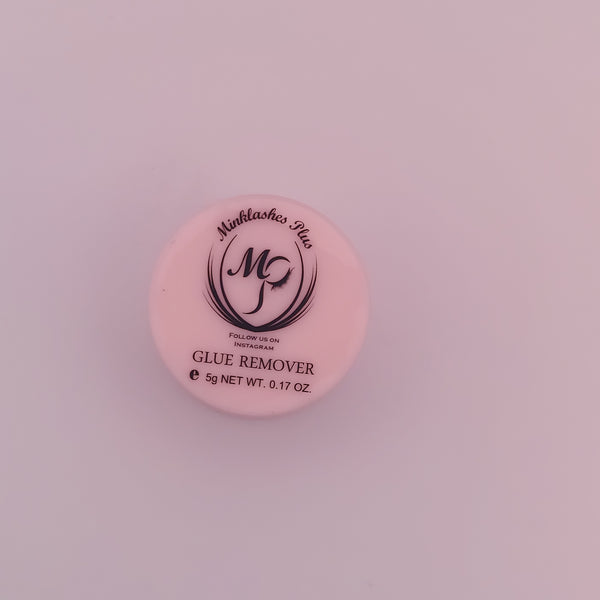 Minklashes Plus
MP
FOLLOW US ON
INSTAGRAM
GLUE REMOVER
e 5g NET WT. 0.17 OZ.